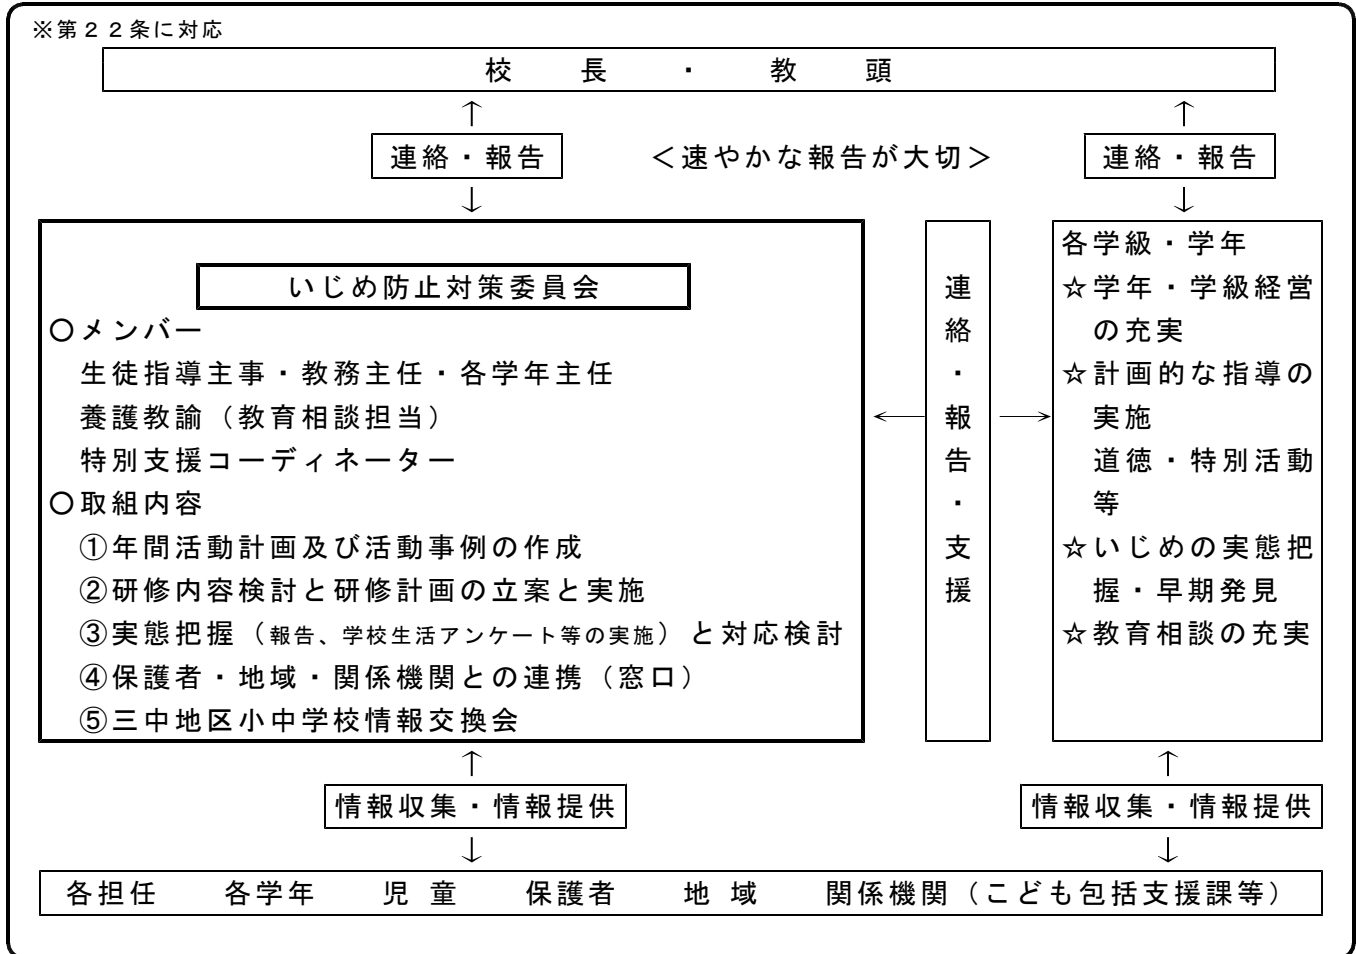 ※第２２条に対応
校　長　・　教　頭
↑　↑
連絡・報告　＜速やかな報告が大切＞　連絡・報告
↓　↓
いじめ防止対策委員会
〇メンバー
生徒指導主事・教務主任・各学年主任
養護教諭（教育相談担当）
特別支援コーディネーター
〇取組内容
①年間活動計画及び活動事例の作成
②研修内容検討と研修計画の立案と実施
③実態把握（報告、学校生活アンケート等の実施）と対応検討
④保護者・地域・関係機関との連携（窓口）
⑤三中地区小中学校情報交換会
←　連絡・報告・支援　→
各学級・学年
☆学年・学級経営
の充実
☆計画的な指導の
実施
道徳・特別活動
等
☆いじめの実態把
握・早期発見
☆教育相談の充実
↑　↑
情報収集・情報提供　情報収集・情報提供
↓　↓
各担任　各学年　児 童　保護者　地 域　関係機関（こども包括支援課等）